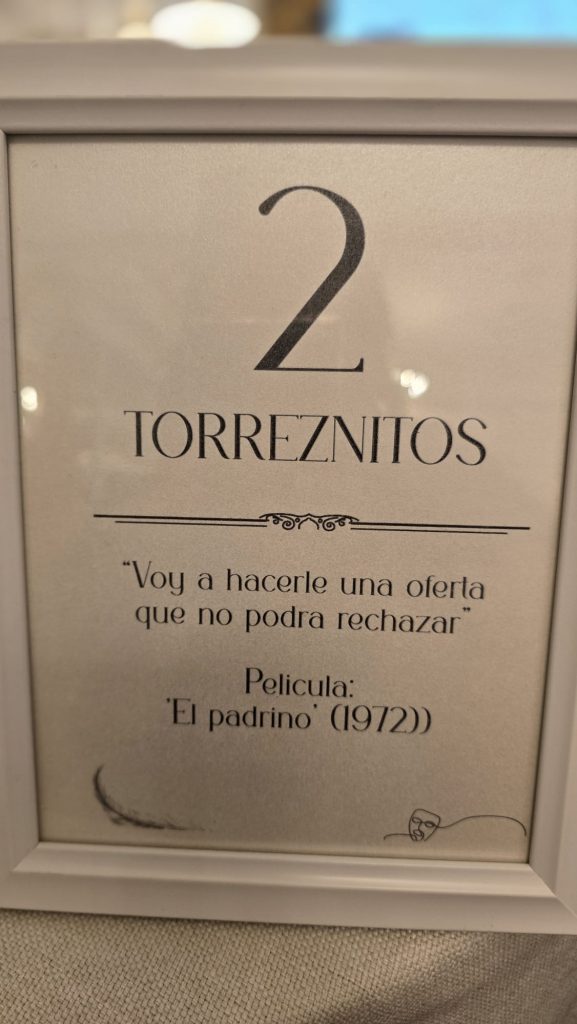 2
TORREZNITOS
"Voy a hacerle una oferta
que no podra rechazar"
Pelicula:
'El padrino' (1972))